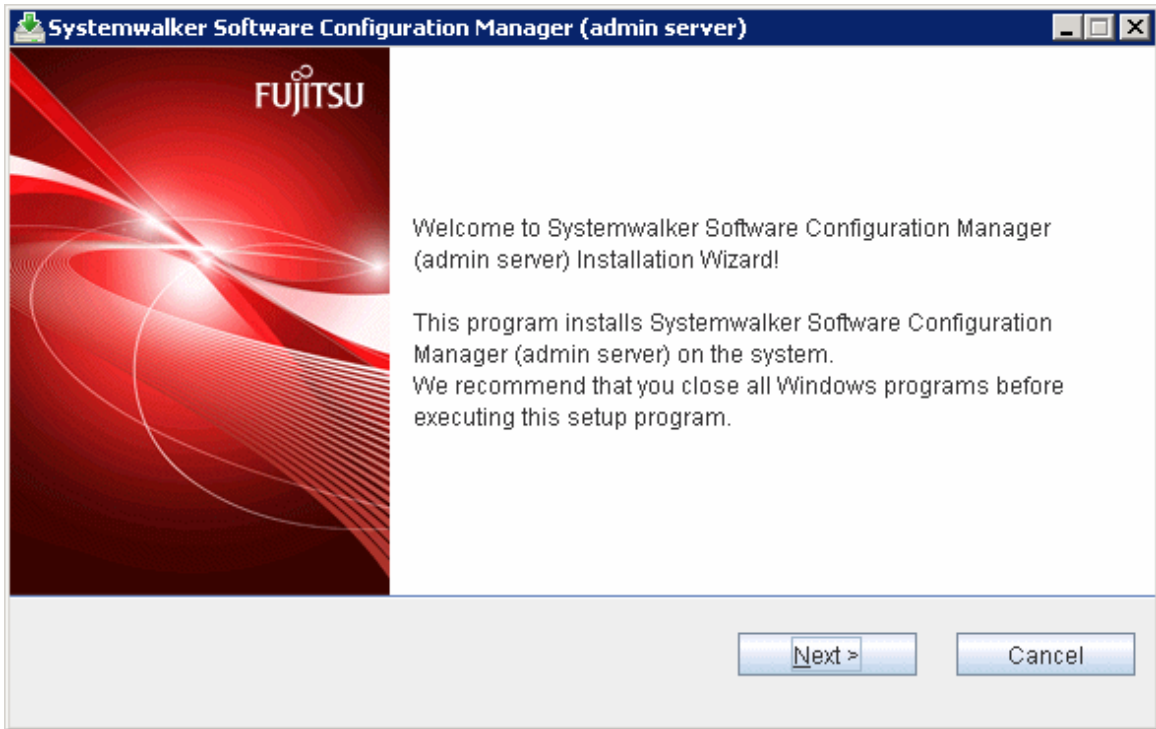 Systemwalker Software Configuration Manager (admin server)
FUJITSU
Welcome to Systemwalker Software Configuration Manager
(admin server) Installation Wizard!
This program installs Systemwalker Software Configuration
Manager (admin server) on the system.
We recommend that you close all Windows programs before
executing this setup program.
Next >
Cancel